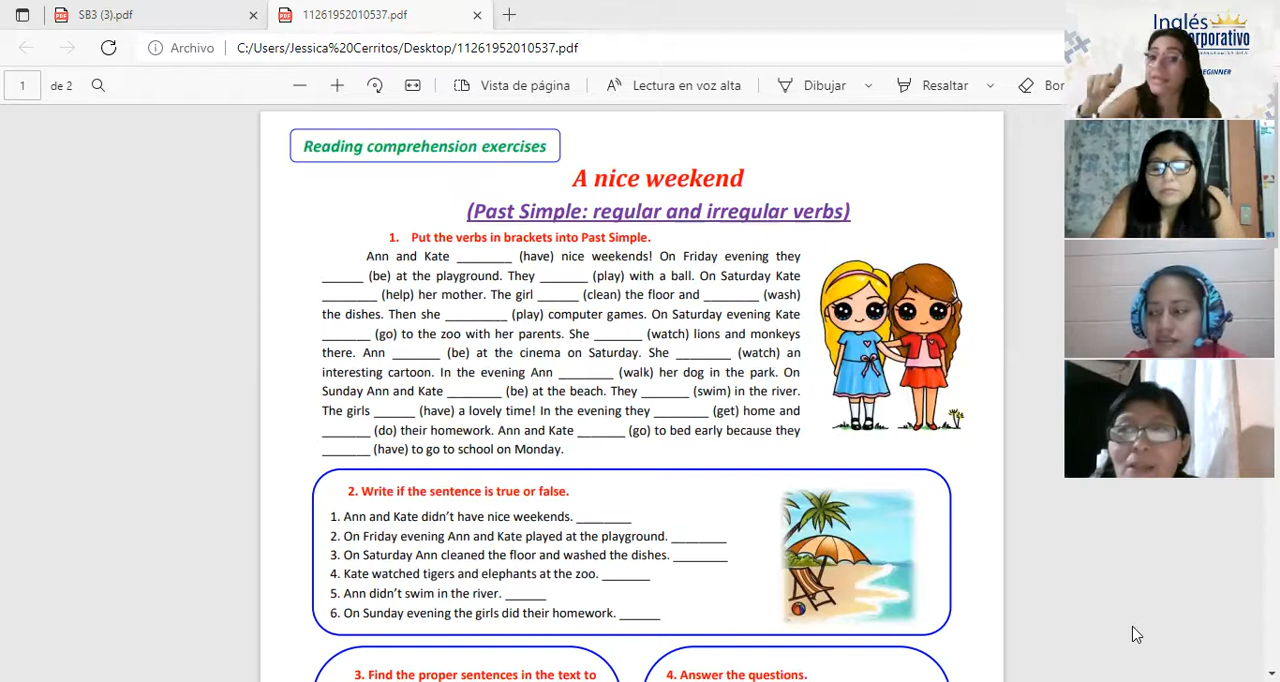 SB3 (3).pdf
11261952010537.pdf
Archivo
C:/Users/Jessica%20Cerritos/Desktop/11261952010537.pdf
1 de 2
Vista de página
Lectura en voz alta
Dibujar
Resaltar
Bor
Inglés
Corporativo
BEGINNER
Reading comprehension exercises
A nice weekend
(Past Simple: regular and irregular verbs)
1. Put the verbs in brackets into Past Simple.
Ann and Kate ________ (have) nice weekends! On Friday evening they
______ (be) at the playground. They _______ (play) with a ball. On Saturday Kate
________ (help) her mother. The girl ______ (clean) the floor and ________ (wash)
the dishes. Then she _________ (play) computer games. On Saturday evening Kate
_______ (go) to the zoo with her parents. She _______ (watch) lions and monkeys
there. Ann _______ (be) at the cinema on Saturday. She ________ (watch) an
interesting cartoon. In the evening Ann ________ (walk) her dog in the park. On
Sunday Ann and Kate ________ (be) at the beach. They _______ (swim) in the river.
The girls ______ (have) a lovely time! In the evening they ________ (get) home and
_______ (do) their homework. Ann and Kate _______ (go) to bed early because they
_______ (have) to go to school on Monday.
2. Write if the sentence is true or false.
1. Ann and Kate didn't have nice weekends. ________
2. On Friday evening Ann and Kate played at the playground. ________
3. On Saturday Ann cleaned the floor and washed the dishes. ________
4. Kate watched tigers and elephants at the zoo. _______
5. Ann didn't swim in the river. ______
6. On Sunday evening the girls did their homework. ______
3. Find the proper sentences in the text to
4. Answer the questions.